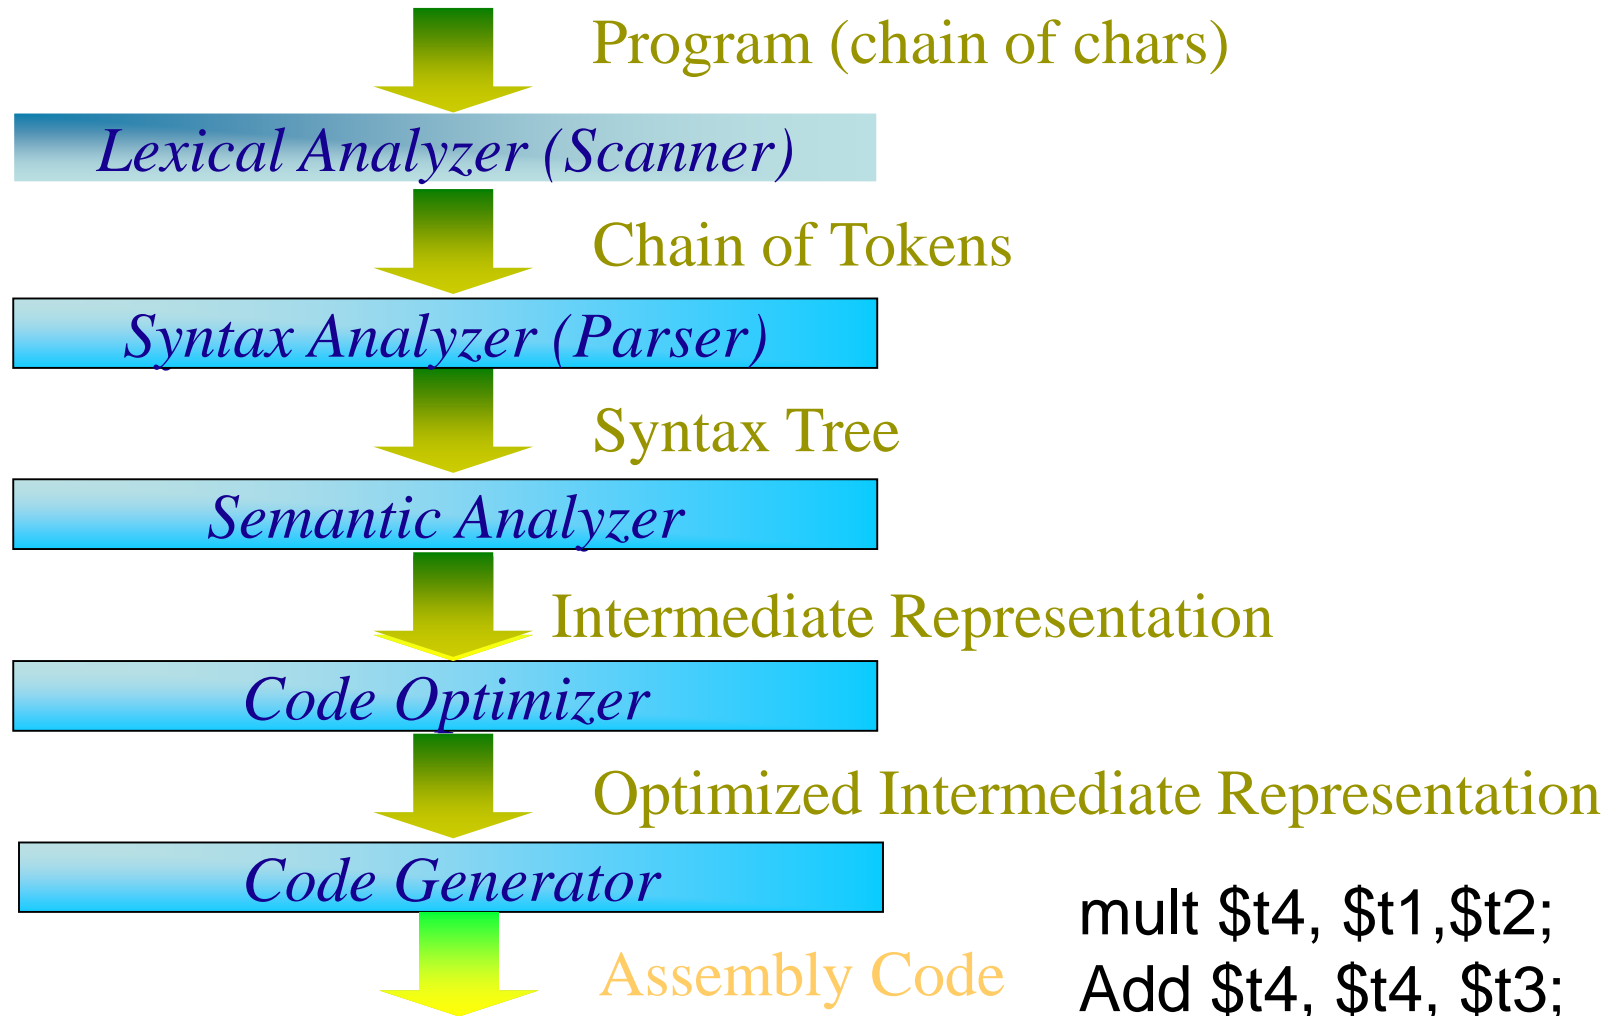 Program (chain of chars)
Lexical Analyzer (Scanner)
Chain of Tokens
Syntax Analyzer (Parser)
Syntax Tree
Semantic Analyzer
Intermediate Representation
Code Optimizer
Optimized Intermediate Representation
Code Generator
mult $t4, $t1,$t2;
Assembly Code
Add $t4, $t4, $t3;